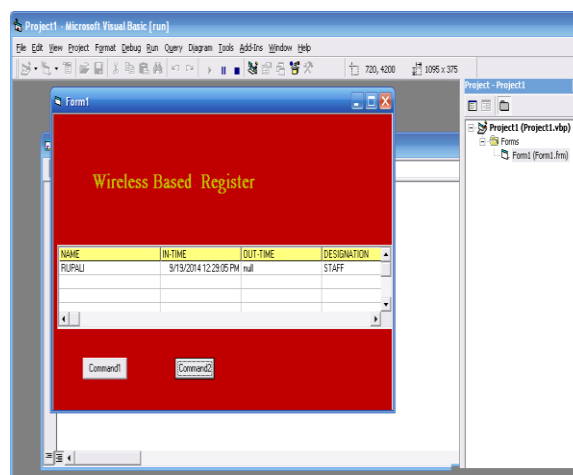 Project1 - Microsoft Visual Basic [run]
File Edit View Project Format Debug Run Query Diagram Tools Add-Ins Window Help
720, 4200 1095 x 375
Project - Project1
Form1
Project1 (Project1.vbp)
Forms
Form1 (Form1.frm)
Wireless Based Register
NAME IN-TIME OUT-TIME DESIGNATION
RUPALI 9/19/2014 12:29:05 PM null STAFF
Command1 Command2